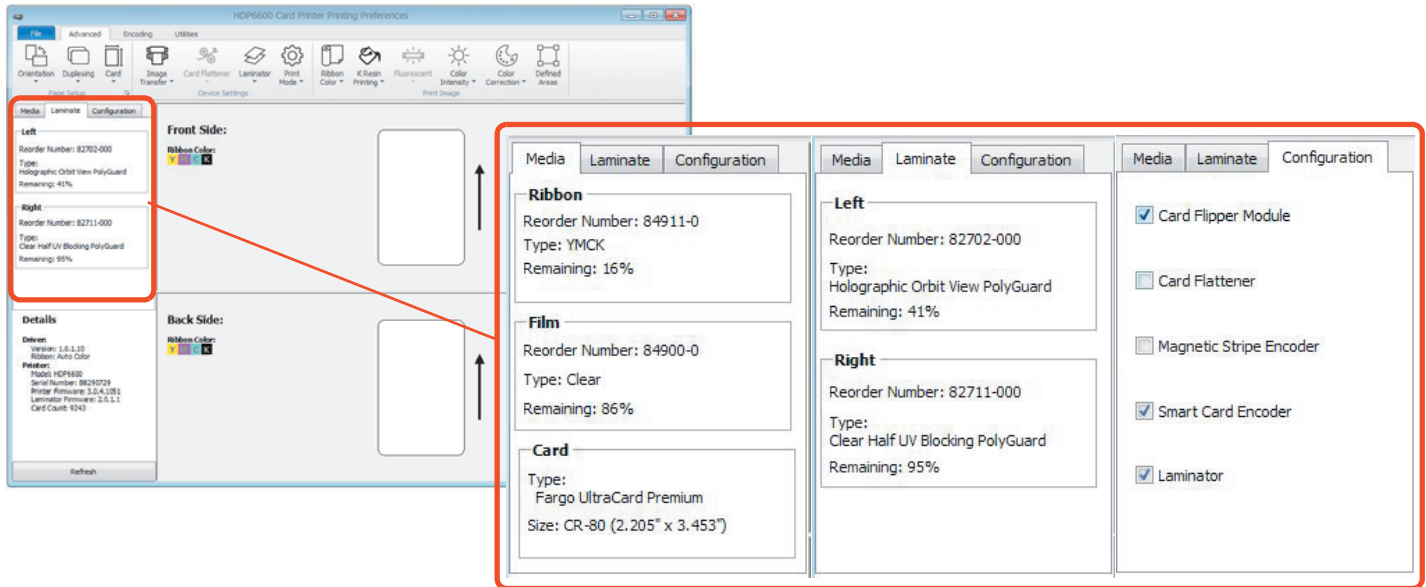 HDP6600 Card Printer Printing Preferences
File Advanced Encoding Utilities
Orientation Duplexing Card Image Transfer Card Flattener Laminator Print Mode Ribbon Color K Resin Printing Fluorescent Color Intensity Color Correction Defined Areas
Page Setup Device Settings Print Image
Media Laminate Configuration
Left
Reorder Number: 82702-000
Type:
Holographic Orbit View PolyGuard
Remaining: 41%
Right
Reorder Number: 82711-000
Type:
Clear Half UV Blocking PolyGuard
Remaining: 95%
Details
Driver:
Version: 1.0.1.10
Ribbon: Auto Color
Printer:
Model: HDP6600
Serial Number: B8290729
Printer Firmware: 3.0.4.1051
Laminator Firmware: 2.0.1.1
Card Count: 9243
Refresh
Front Side:
Ribbon Color:
Y M C K
Back Side:
Ribbon Color:
Y M C K
Media Laminate Configuration
Ribbon
Reorder Number: 84911-0
Type: YMCK
Remaining: 16%
Film
Reorder Number: 84900-0
Type: Clear
Remaining: 86%
Card
Type:
Fargo UltraCard Premium
Size: CR-80 (2.205" x 3.453")
Media Laminate Configuration
Left
Reorder Number: 82702-000
Type:
Holographic Orbit View PolyGuard
Remaining: 41%
Right
Reorder Number: 82711-000
Type:
Clear Half UV Blocking PolyGuard
Remaining: 95%
Media Laminate Configuration
Card Flipper Module
Card Flattener
Magnetic Stripe Encoder
Smart Card Encoder
Laminator